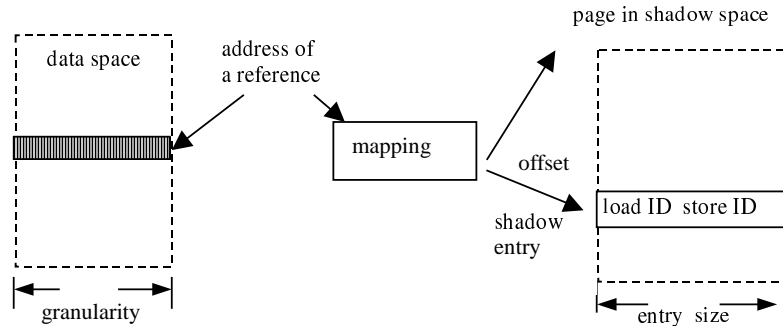 page in shadow space
data space
address of
a reference
mapping
offset
load ID store ID
shadow
entry
granularity
entry size